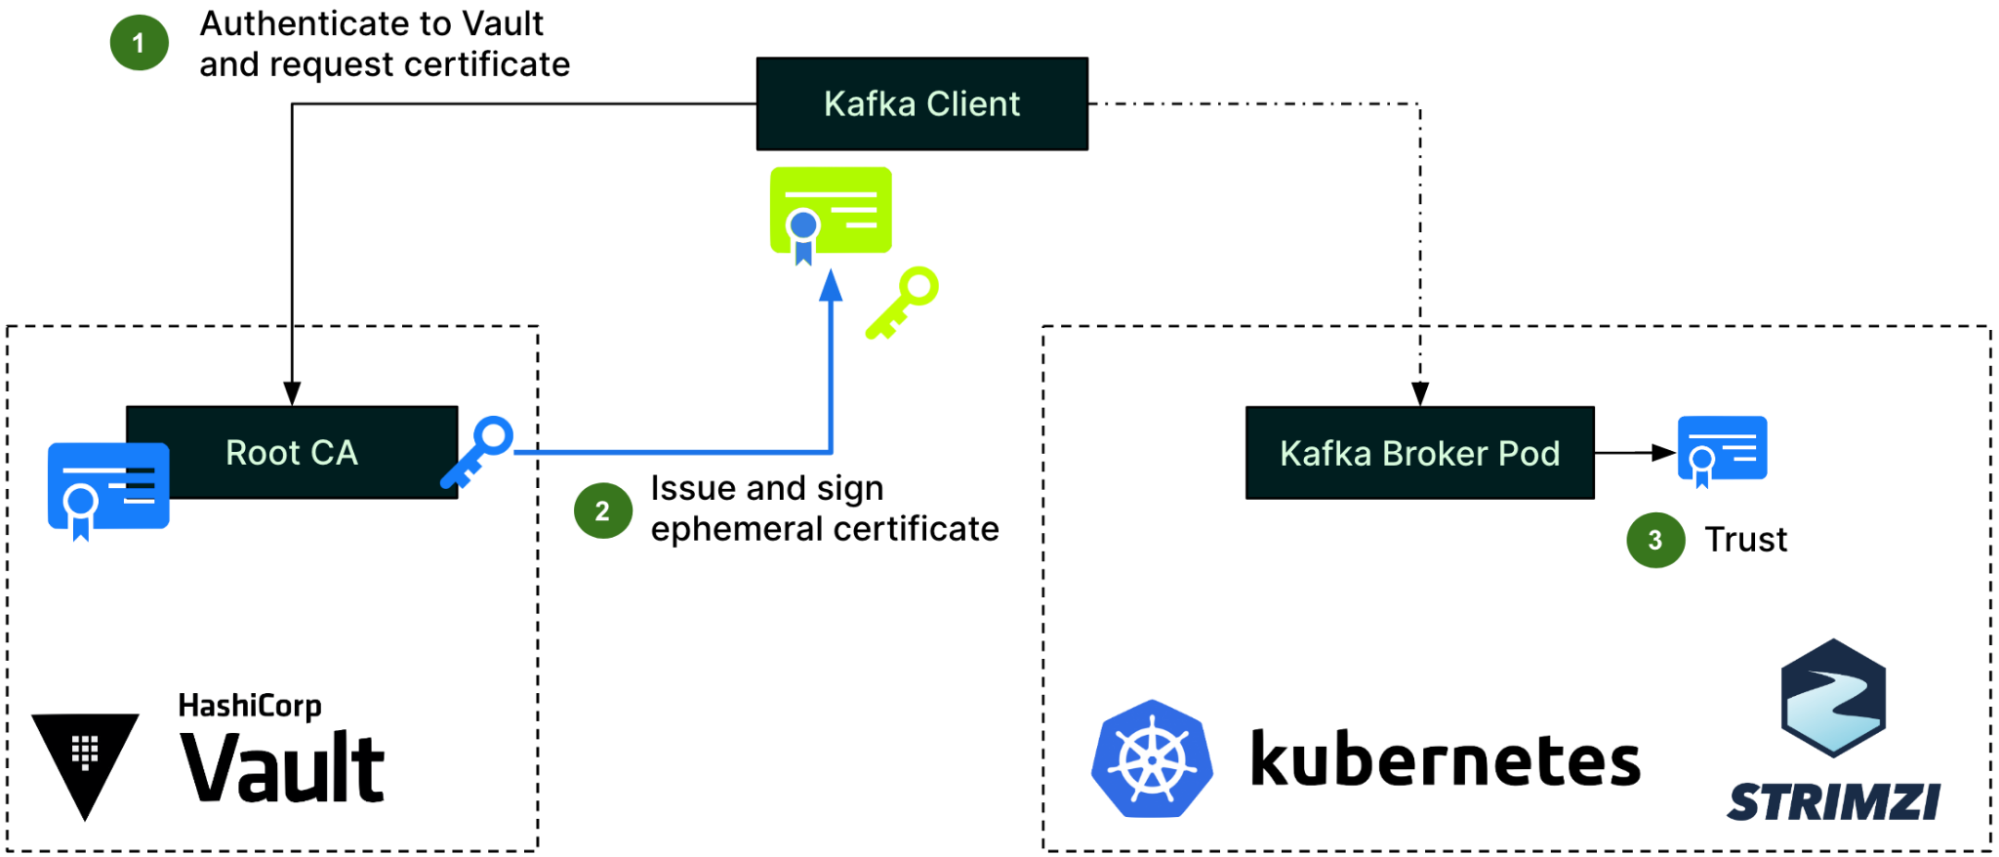 1
Authenticate to Vault
and request certificate
Kafka Client
Root CA
2
Issue and sign
ephemeral certificate
Kafka Broker Pod
3
Trust
HashiCorp
Vault
kubernetes
STRIMZI